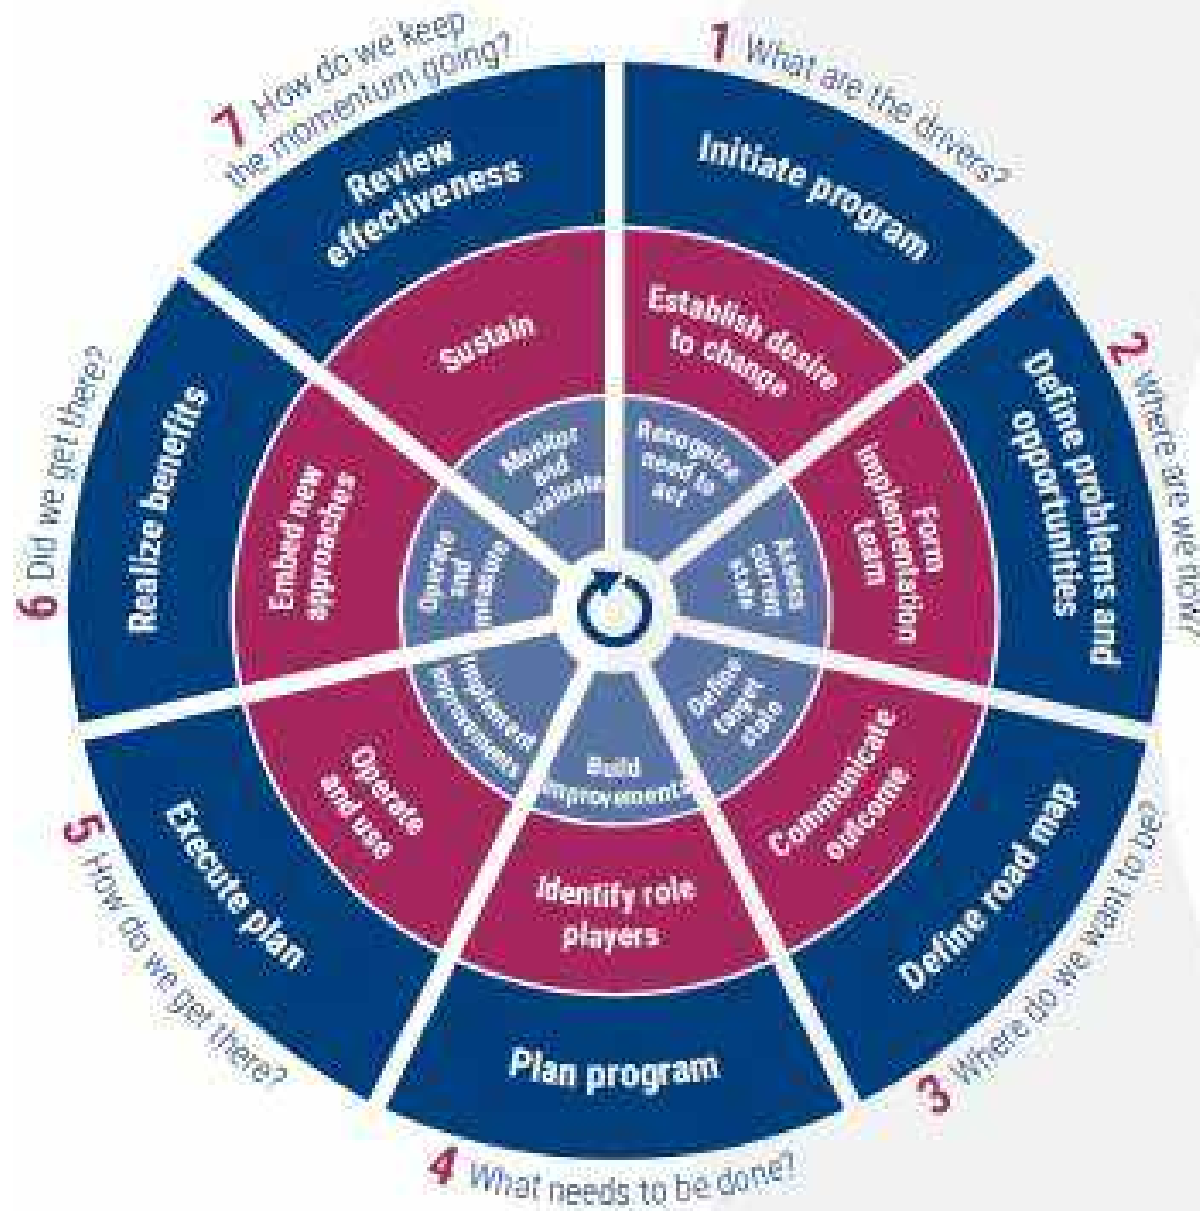 1 What are the drivers?
Initiate program
Establish desire
to change
Recognize
need to
act
2 Where are we now?
Define problems and
opportunities
Form
implementation
team
Assess
current
state
3 Where do we want to be?
Define road map
Communicate
outcome
Define
target
state
4 What needs to be done?
Plan program
Identify role
players
Build
improvements
5 How do we get there?
Execute plan
Operate
and use
Implement
improvements
6 Did we get there?
Realize benefits
Embed new
approaches
Operate
and
measure
7 How do we keep
the momentum going?
Review
effectiveness
Sustain
Monitor
and
evaluate